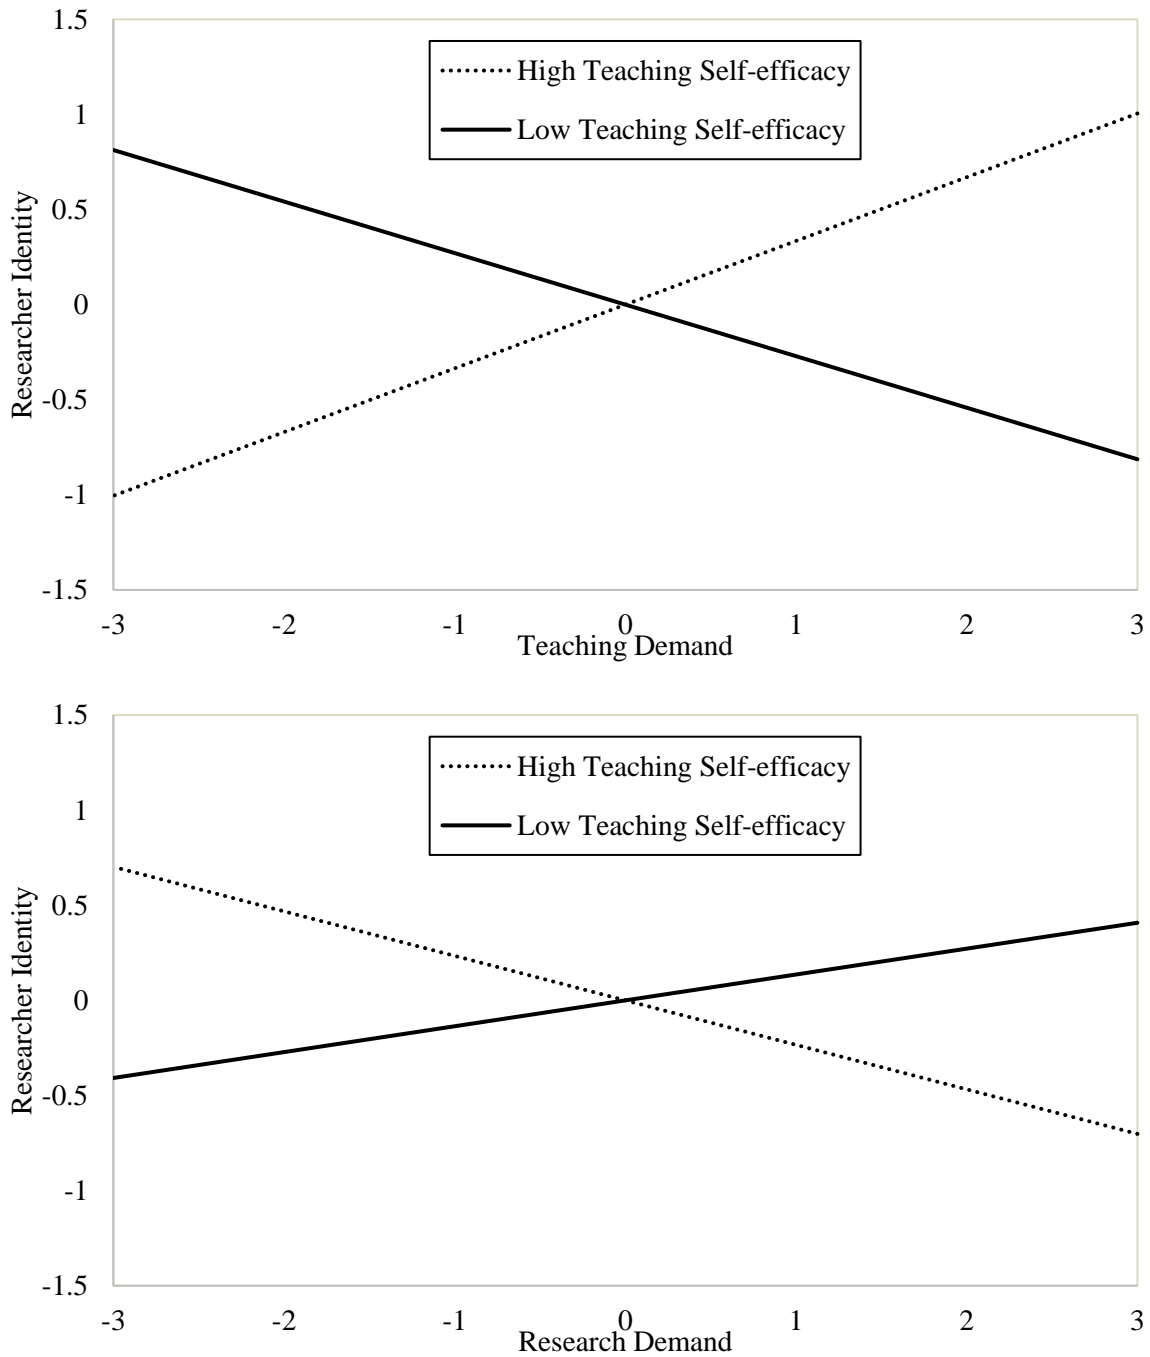 1.5
High Teaching Self-efficacy
1
Low Teaching Self-efficacy
0.5
Researcher Identity
0
-0.5
-1
-1.5
-3 -2 -1 0 1 2 3
Teaching Demand
1.5
High Teaching Self-efficacy
1
Low Teaching Self-efficacy
0.5
Researcher Identity
0
-0.5
-1
-1.5
-3 -2 -1 0 1 2 3
Research Demand